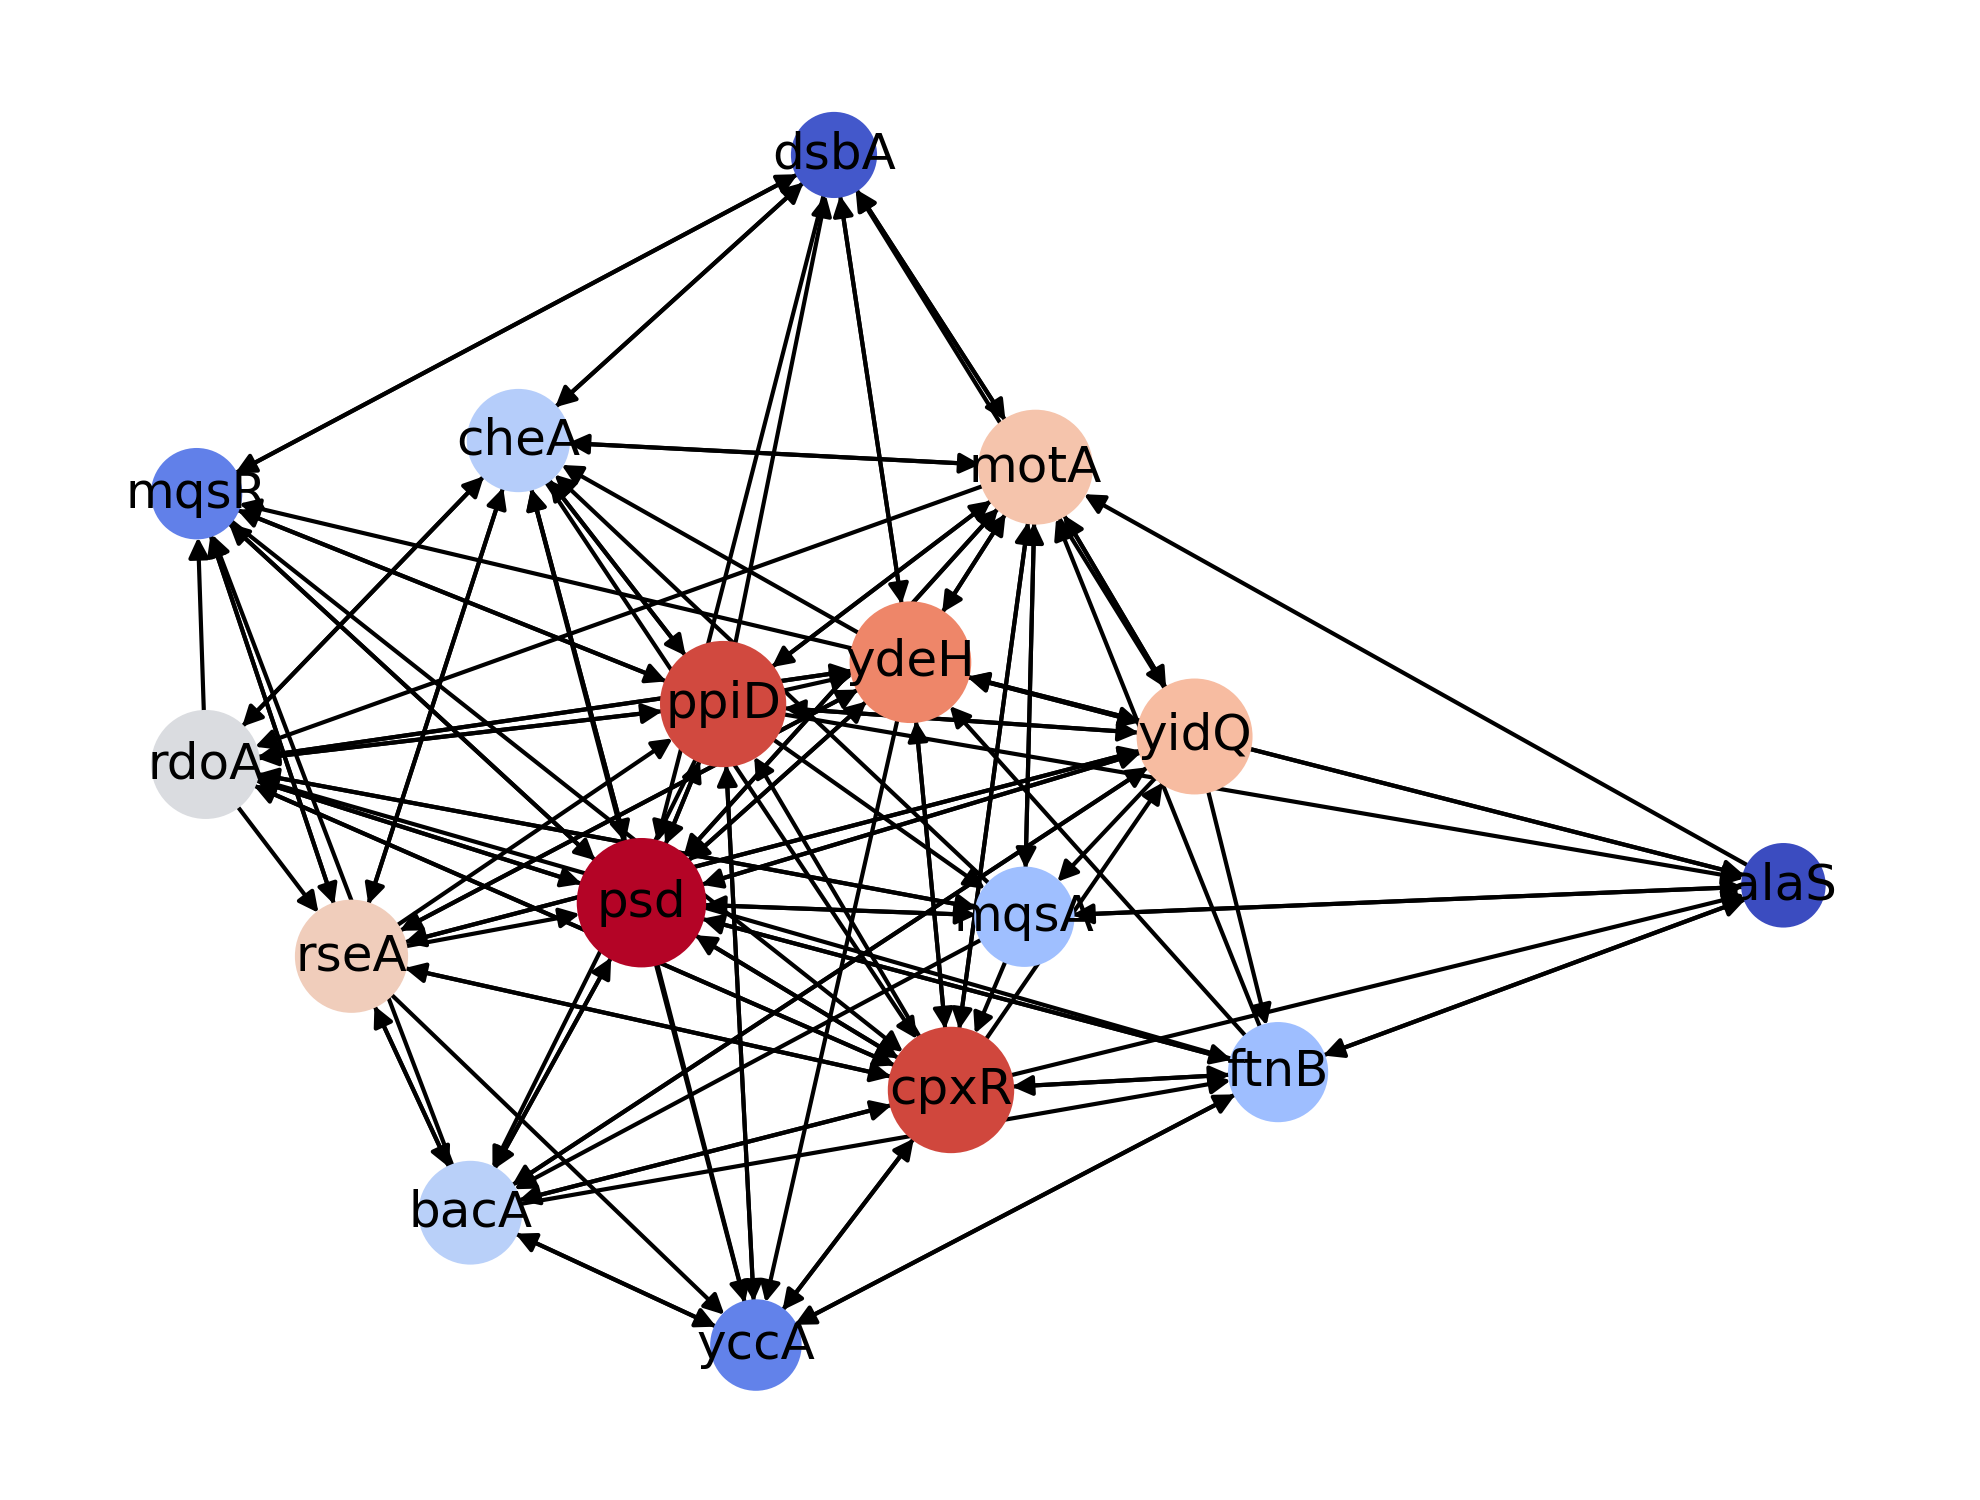 dsbA
cheA
motA
mqsR
ydeH
ppiD
yidQ
rdoA
alaS
psd
mqsA
rseA
ftnB
cpxR
bacA
yccA